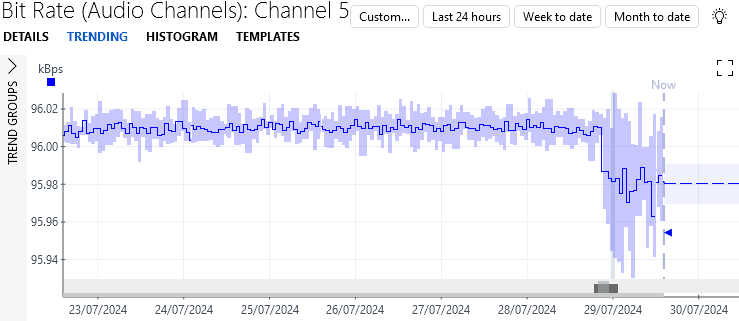 Bit Rate (Audio Channels): Channel 5
Custom... Last 24 hours Week to date Month to date
DETAILS TRENDING HISTOGRAM TEMPLATES
TREND GROUPS
kBps
Now
96.02
96.00
95.98
95.96
95.94
23/07/2024 24/07/2024 25/07/2024 26/07/2024 27/07/2024 28/07/2024 29/07/2024 30/07/2024